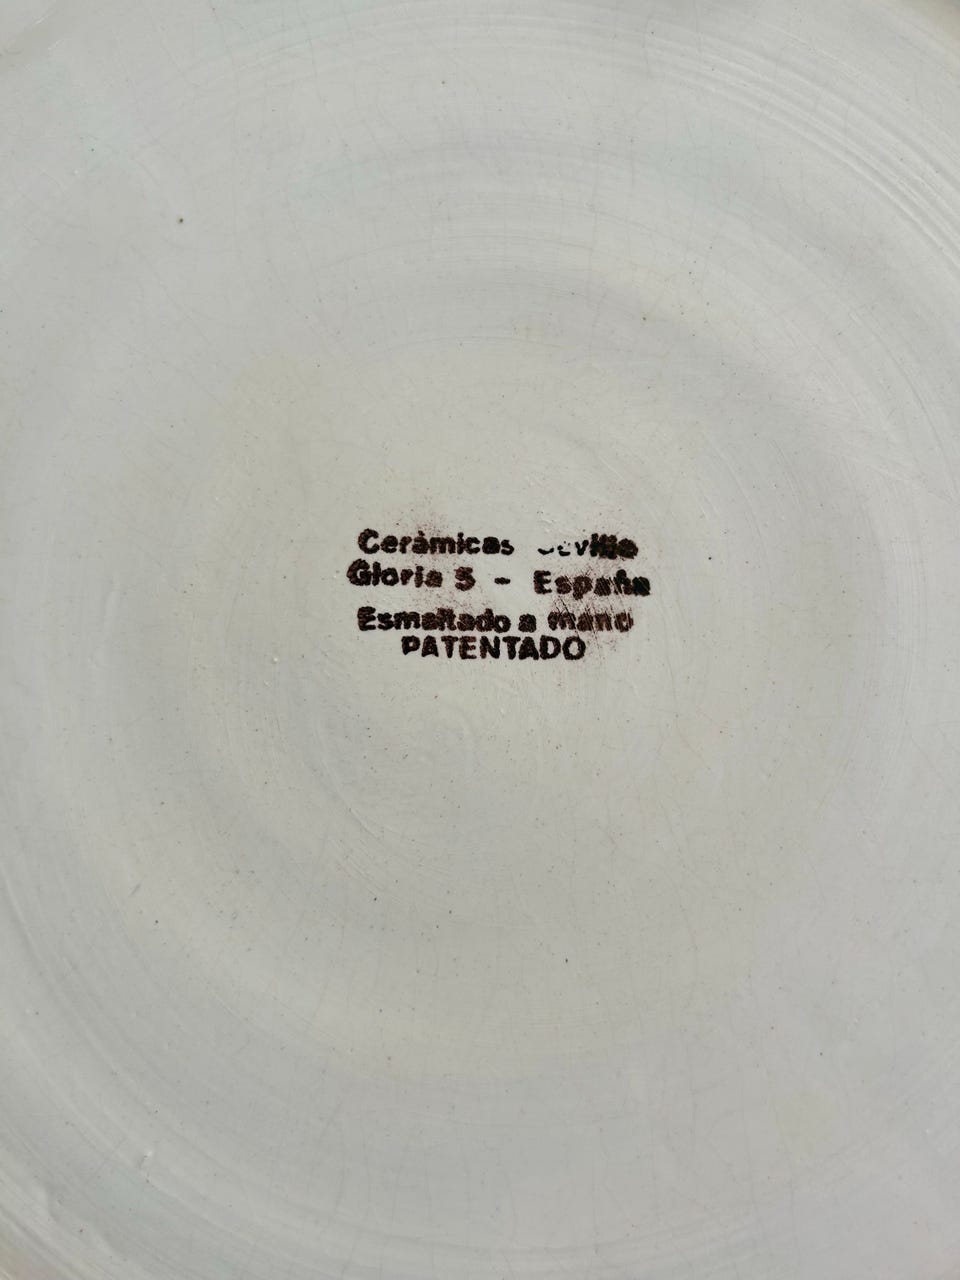 Cerámicas Sevilla
Gloria 5 - España
Esmaltado a mano
PATENTADO